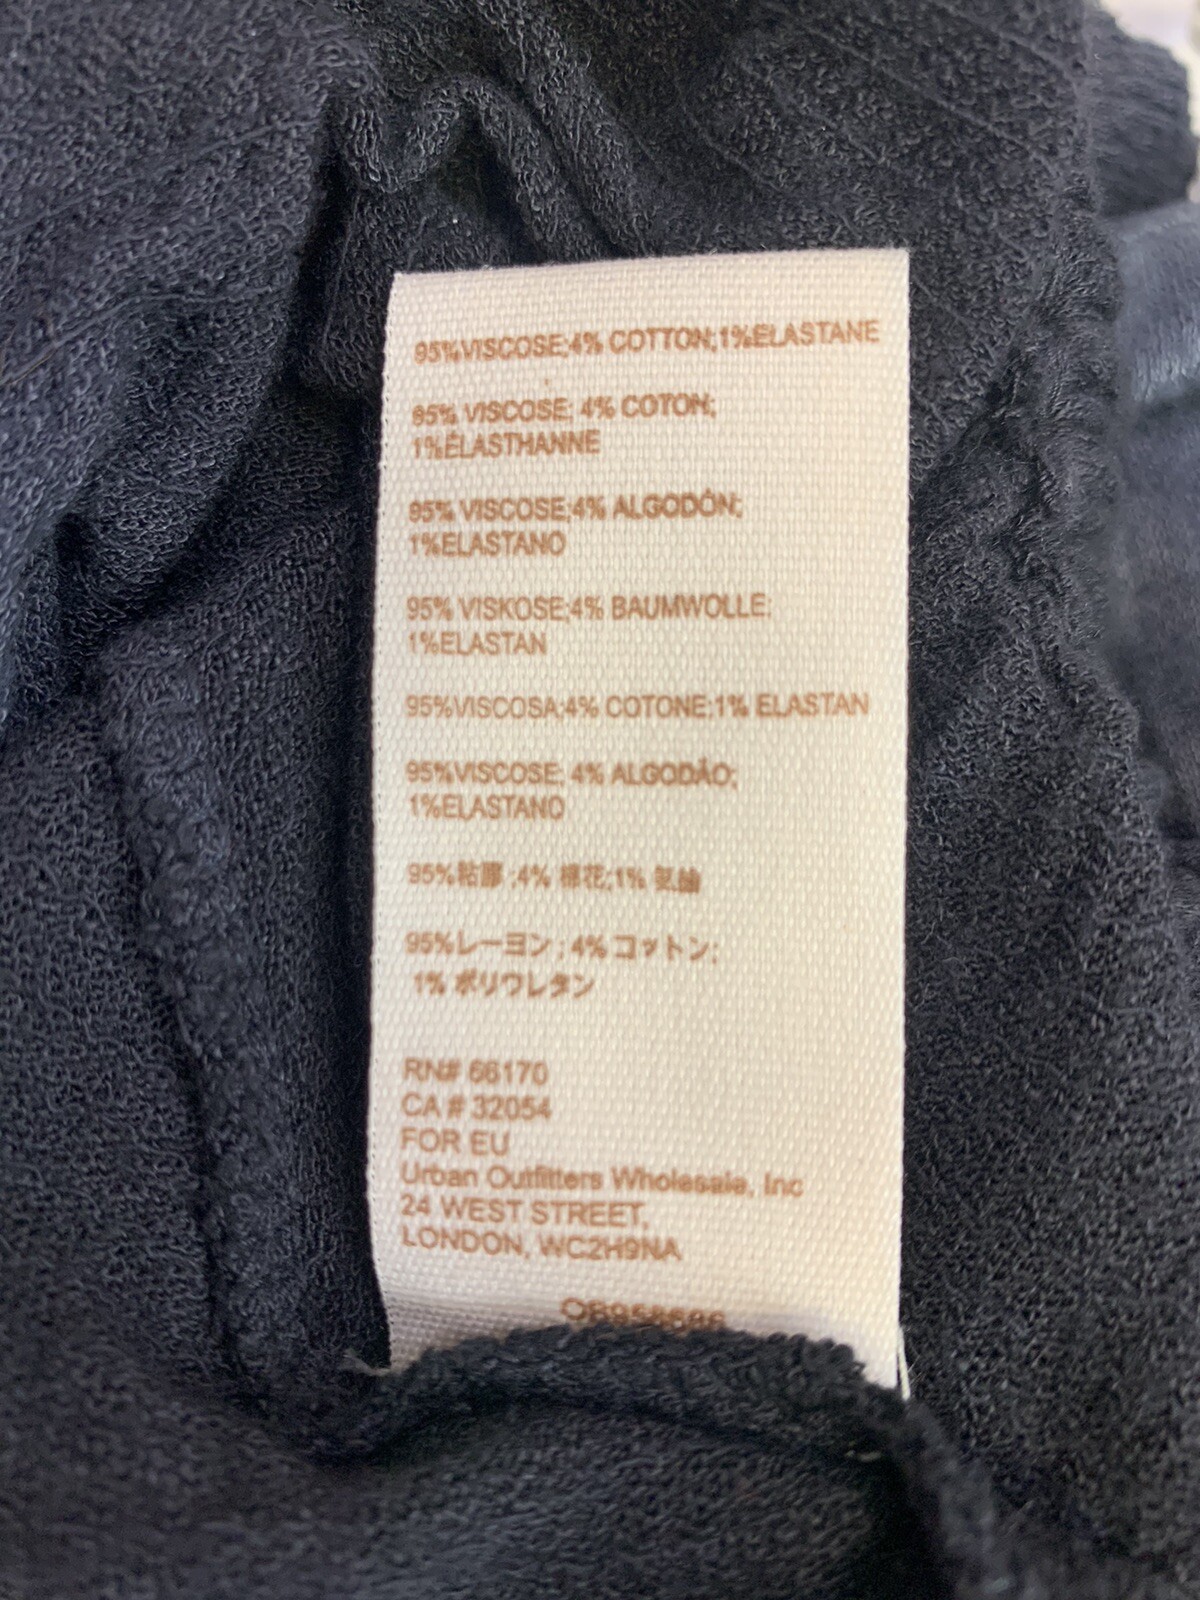 95%VISCOSE;4% COTTON;1%ELASTANE
95% VISCOSE; 4% COTON;
1%ÉLASTHANNE
95% VISCOSE;4% ALGODÓN;
1%ELASTANO
95% VISKOSE;4% BAUMWOLLE;
1%ELASTAN
95%VISCOSA;4% COTONE;1% ELASTAN
95%VISCOSE; 4% ALGODÃO;
1%ELASTANO
95%粘膠 ;4% 棉花;1% 氨綸
95%レーヨン ; 4%コットン;
1% ポリウレタン
RN# 66170
CA # 32054
FOR EU
Urban Outfitters Wholesale, Inc
24 WEST STREET,
LONDON, WC2H9NA